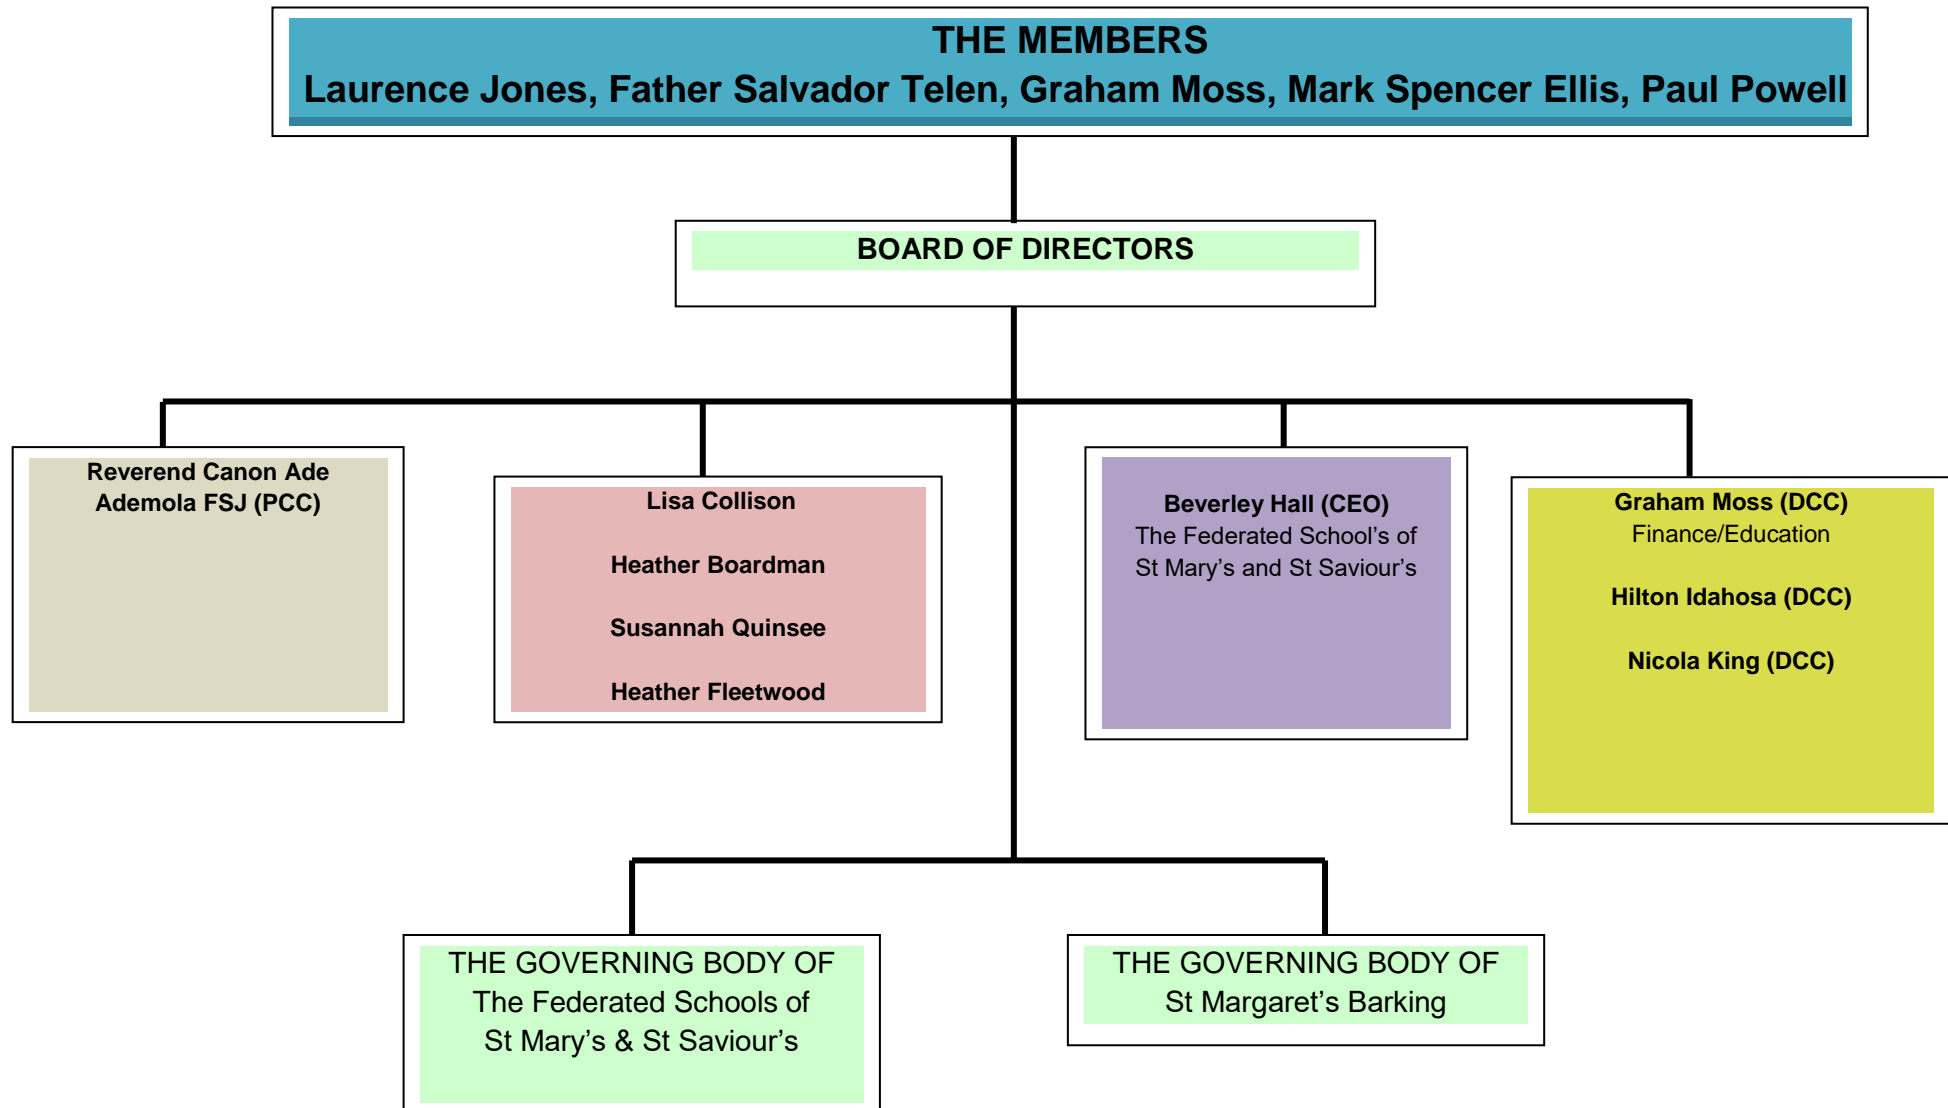 THE MEMBERS
Laurence Jones, Father Salvador Telen, Graham Moss, Mark Spencer Ellis, Paul Powell
BOARD OF DIRECTORS
Reverend Canon Ade
Ademola FSJ (PCC)
Lisa Collison
Heather Boardman
Susannah Quinsee
Heather Fleetwood
Beverley Hall (CEO)
The Federated School’s of
St Mary’s and St Saviour’s
Graham Moss (DCC)
Finance/Education
Hilton Idahosa (DCC)
Nicola King (DCC)
THE GOVERNING BODY OF
The Federated Schools of
St Mary’s & St Saviour’s
THE GOVERNING BODY OF
St Margaret’s Barking